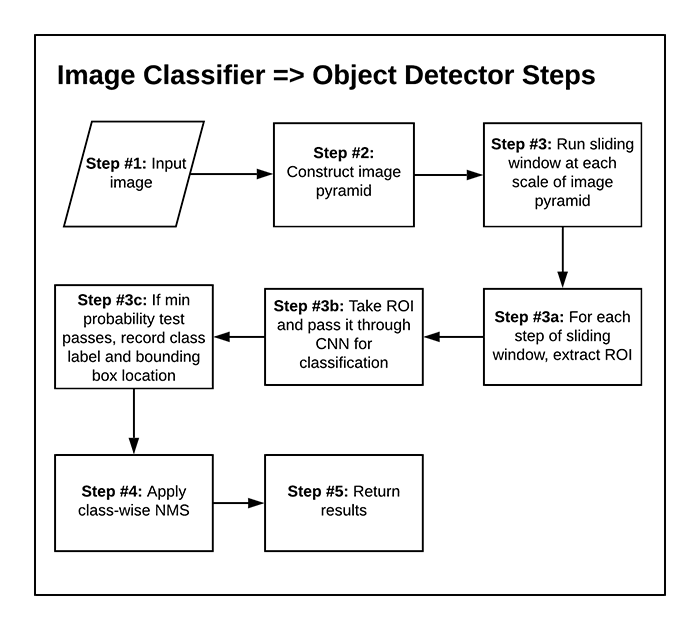 Image Classifier => Object Detector Steps
Step #1: Input
image
Step #2:
Construct image
pyramid
Step #3: Run sliding
window at each
scale of image
pyramid
Step #3a: For each
step of sliding
window, extract ROI
Step #3b: Take ROI
and pass it through
CNN for
classification
Step #3c: If min
probability test
passes, record class
label and bounding
box location
Step #4: Apply
class-wise NMS
Step #5: Return
results